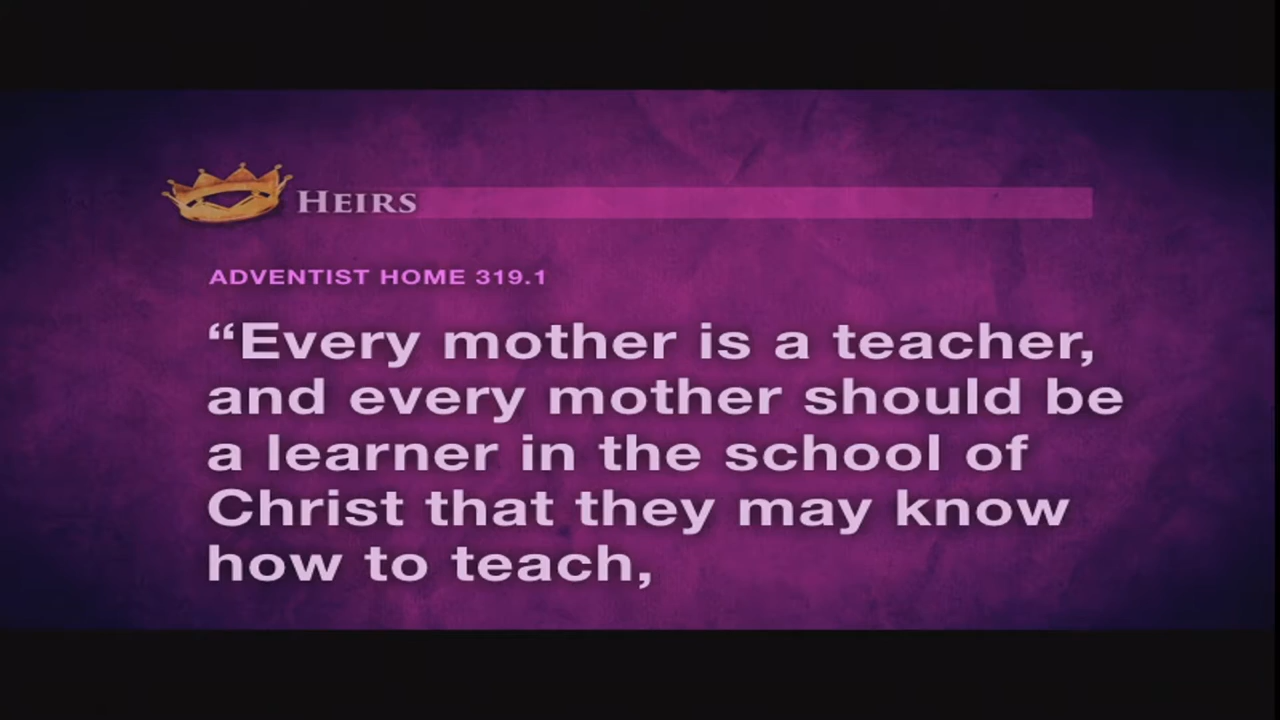 HEIRS
ADVENTIST HOME 319.1
“Every mother is a teacher,
and every mother should be
a learner in the school of
Christ that they may know
how to teach,